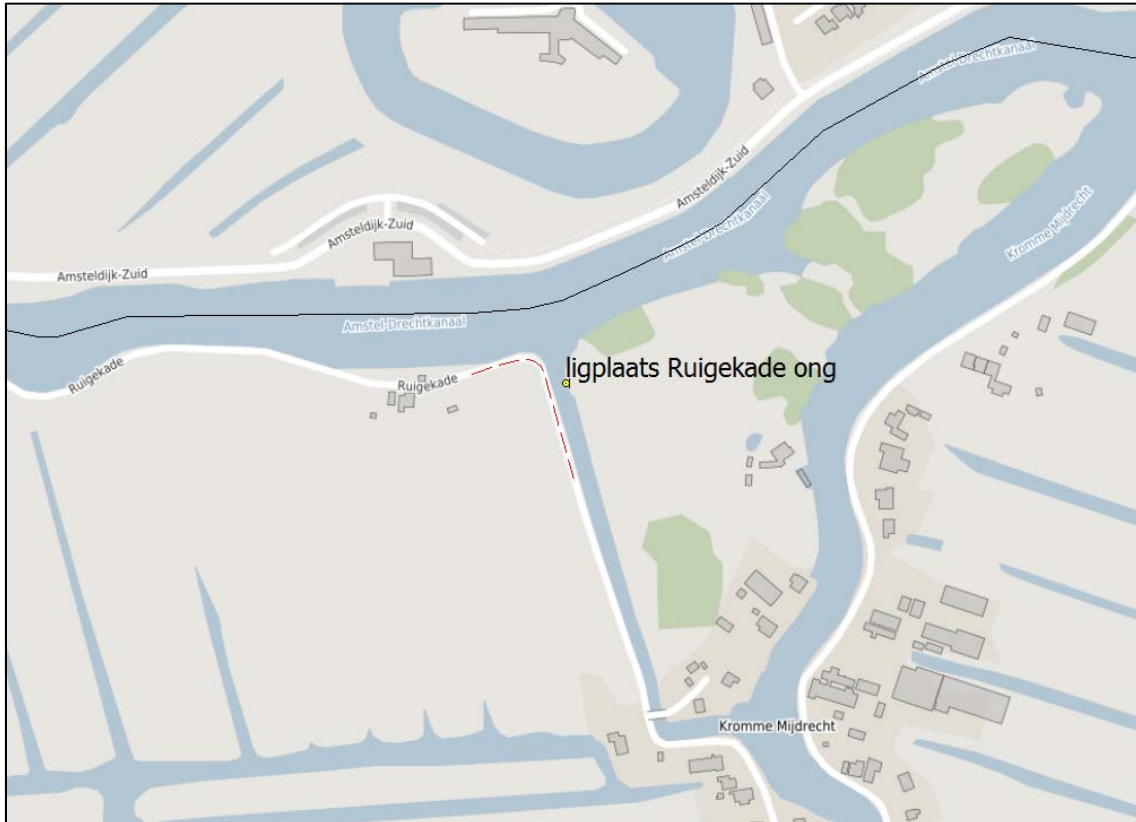 Amstel-Drechtkanaal
Amsteldijk-Zuid
Kromme Mijdrecht
Amsteldijk-Zuid
Amstel-Drechtkanaal
Amsteldijk-Zuid
Amstel-Drechtkanaal
Ruigekade
Ruigekade
ligplaats Ruigekade ong
Kromme Mijdrecht